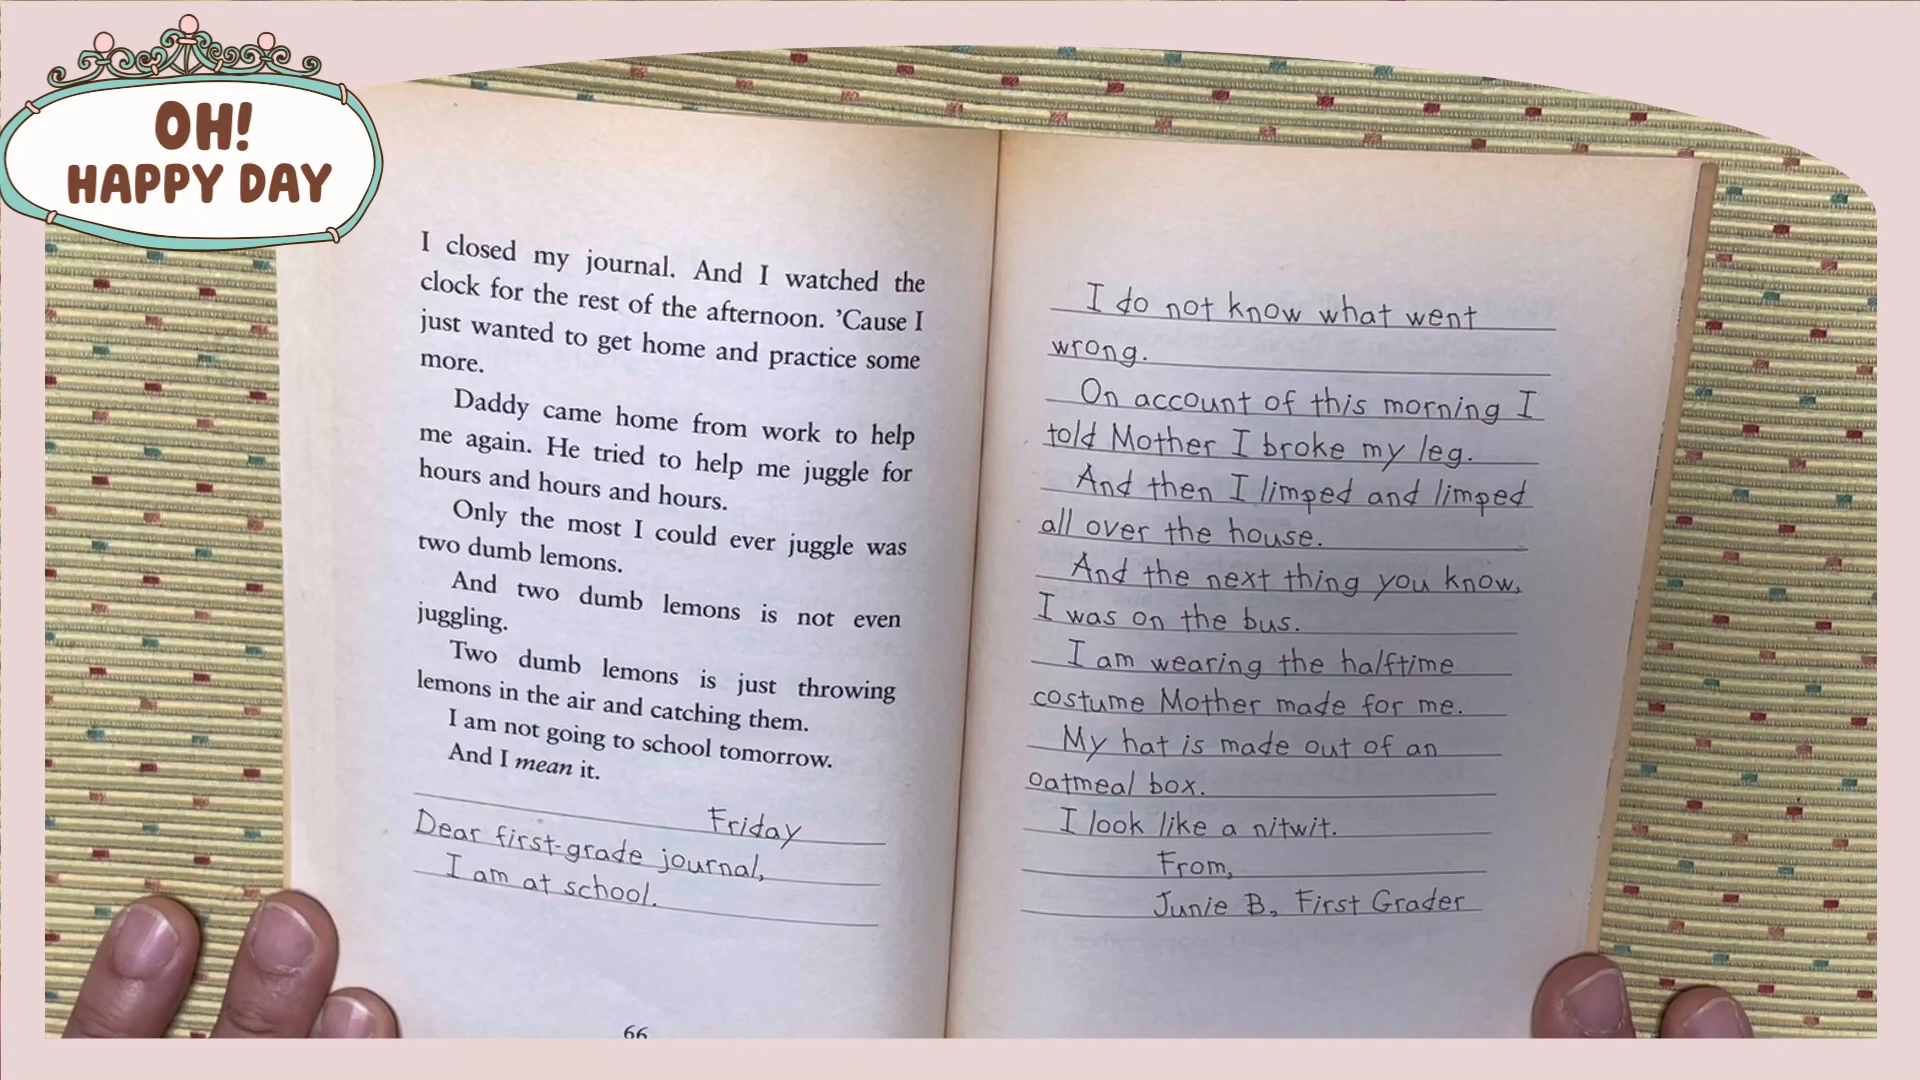 OH!
HAPPY DAY
I closed my journal. And I watched the
clock for the rest of the afternoon. ’Cause I
just wanted to get home and practice some
more.
Daddy came home from work to help
me again. He tried to help me juggle for
hours and hours and hours.
Only the most I could ever juggle was
two dumb lemons.
And two dumb lemons is not even
juggling.
Two dumb lemons is just throwing
lemons in the air and catching them.
I am not going to school tomorrow.
And I mean it.
Friday
Dear first-grade journal,
I am at school.
66
I do not know what went
wrong.
On account of this morning I
told Mother I broke my leg.
And then I limped and limped
all over the house.
And the next thing you know,
I was on the bus.
I am wearing the halftime
costume Mother made for me.
My hat is made out of an
oatmeal box.
I look like a nitwit.
From,
Junie B., First Grader